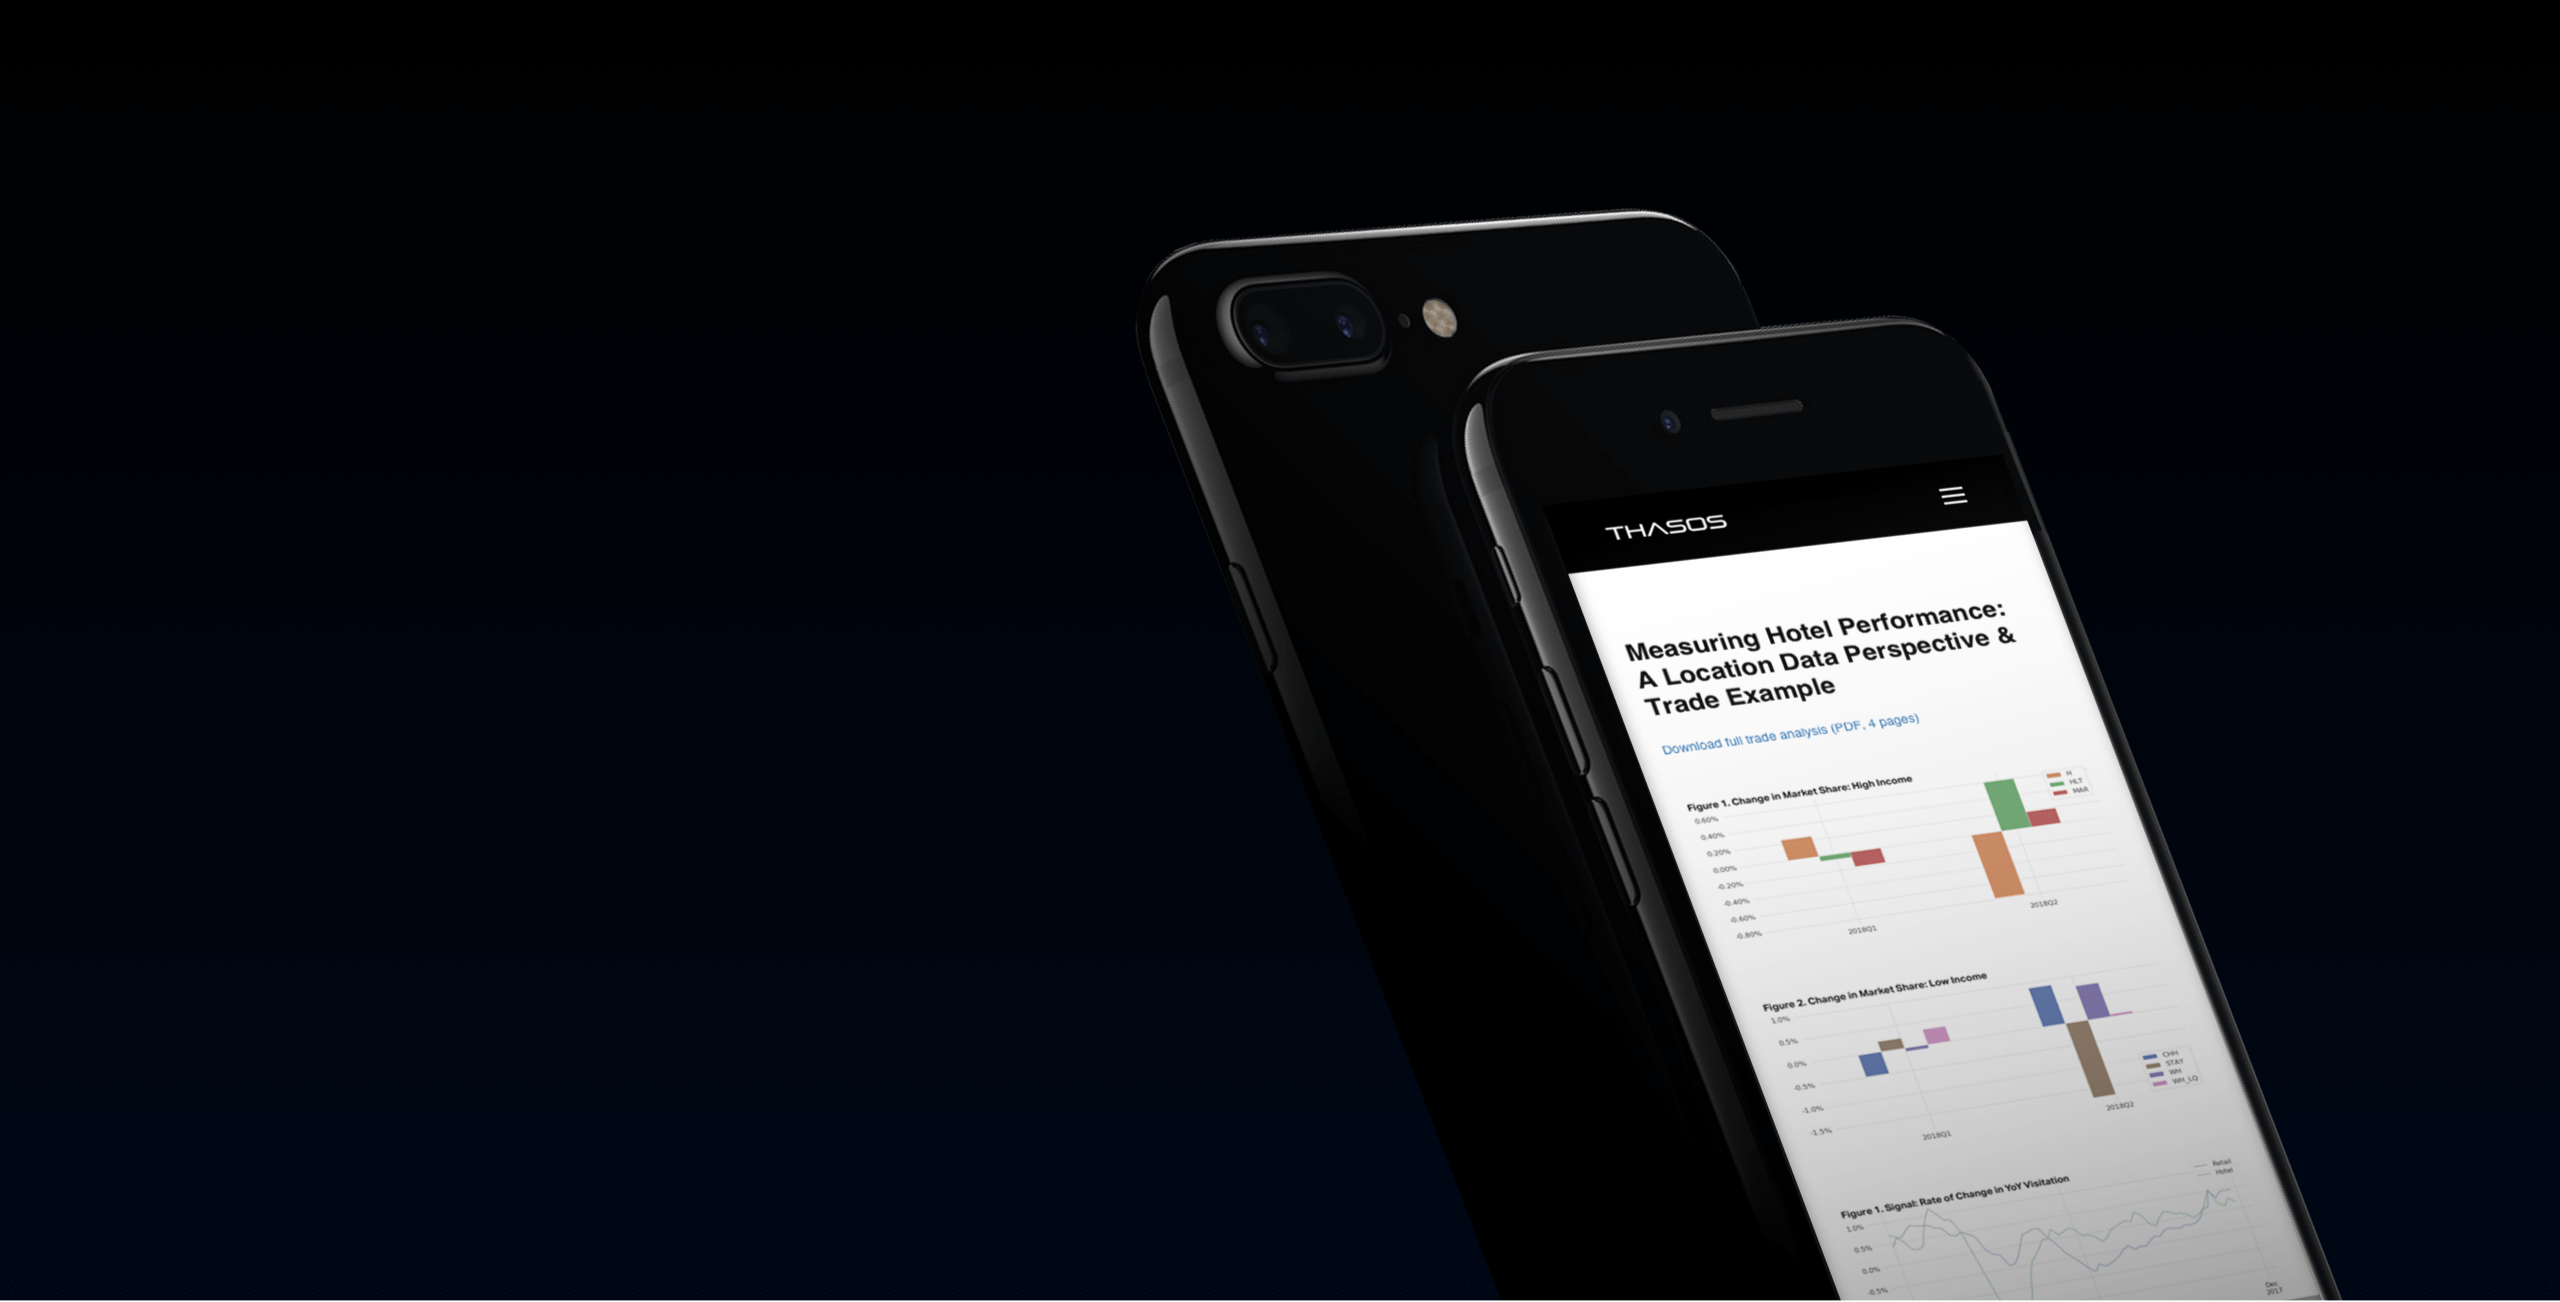 THASOS
Measuring Hotel Performance:
A Location Data Perspective &
Trade Example
Download full trade analysis (PDF, 4 pages)
Figure 1. Change in Market Share: High Income
H
HLT
MAR
0.60%
0.40%
0.20%
0.00%
-0.20%
-0.40%
-0.60%
-0.80%
2018Q1
2018Q2
Figure 2. Change in Market Share: Low Income
1.0%
0.5%
0.0%
-0.5%
-1.0%
-1.5%
CHH
STAY
WH
WH_LQ
2018Q1
2018Q2
Figure 1. Signal: Rate of Change in YoY Visitation
Retail
Hotel
1.0%
0.5%
0.0%
-0.5%
Dec
2017